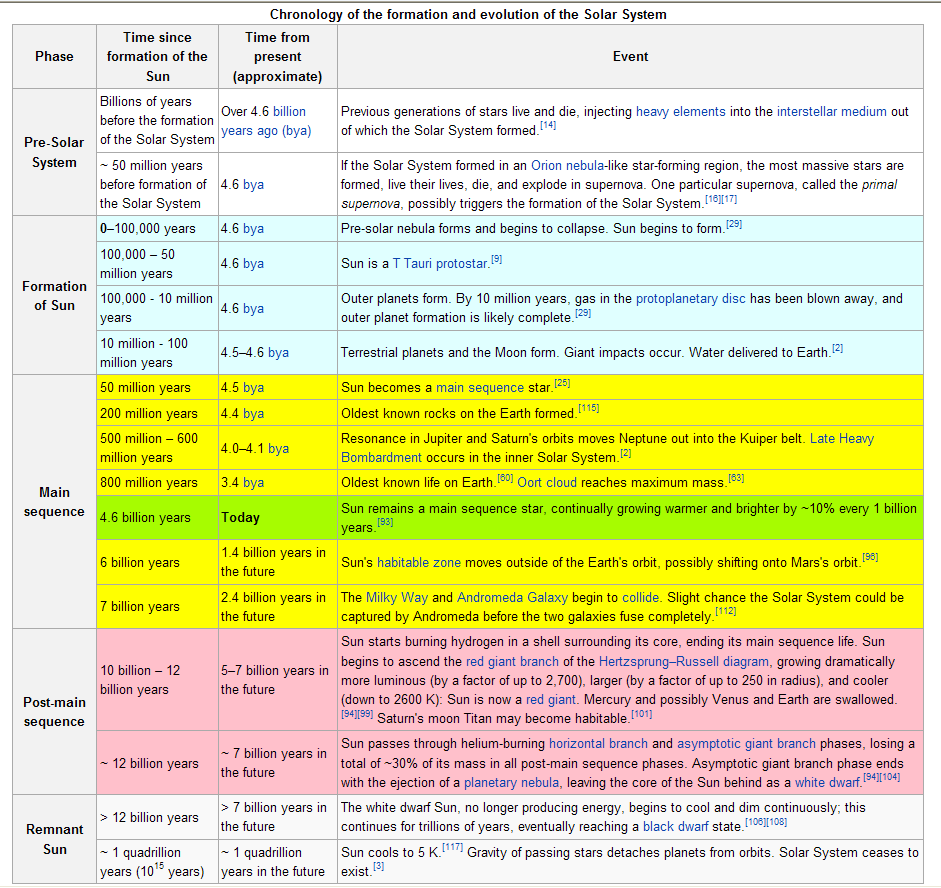 Chronology of the formation and evolution of the Solar System
Phase
Time since
formation of the
Sun
Time from
present
(approximate)
Event
Pre-Solar
System
Billions of years
before the formation
of the Solar System
Over 4.6 billion
years ago (bya)
Previous generations of stars live and die, injecting heavy elements into the interstellar medium out
of which the Solar System formed.[14]
~ 50 million years
before formation of
the Solar System
4.6 bya
If the Solar System formed in an Orion nebula-like star-forming region, the most massive stars are
formed, live their lives, die, and explode in supernova. One particular supernova, called the primal
supernova, possibly triggers the formation of the Solar System.[16][17]
Formation
of Sun
0–100,000 years
4.6 bya
Pre-solar nebula forms and begins to collapse. Sun begins to form.[29]
100,000 – 50
million years
4.6 bya
Sun is a T Tauri protostar.[9]
100,000 - 10 million
years
4.6 bya
Outer planets form. By 10 million years, gas in the protoplanetary disc has been blown away, and
outer planet formation is likely complete.[29]
10 million - 100
million years
4.5–4.6 bya
Terrestrial planets and the Moon form. Giant impacts occur. Water delivered to Earth.[2]
Main
sequence
50 million years
4.5 bya
Sun becomes a main sequence star.[25]
200 million years
4.4 bya
Oldest known rocks on the Earth formed.[115]
500 million – 600
million years
4.0–4.1 bya
Resonance in Jupiter and Saturn's orbits moves Neptune out into the Kuiper belt. Late Heavy
Bombardment occurs in the inner Solar System.[2]
800 million years
3.4 bya
Oldest known life on Earth.[60] Oort cloud reaches maximum mass.[63]
4.6 billion years
Today
Sun remains a main sequence star, continually growing warmer and brighter by ~10% every 1 billion
years.[93]
6 billion years
1.4 billion years in
the future
Sun's habitable zone moves outside of the Earth's orbit, possibly shifting onto Mars's orbit.[96]
7 billion years
2.4 billion years in
the future
The Milky Way and Andromeda Galaxy begin to collide. Slight chance the Solar System could be
captured by Andromeda before the two galaxies fuse completely.[112]
Post-main
sequence
10 billion – 12
billion years
5–7 billion years in
the future
Sun starts burning hydrogen in a shell surrounding its core, ending its main sequence life. Sun
begins to ascend the red giant branch of the Hertzsprung–Russell diagram, growing dramatically
more luminous (by a factor of up to 2,700), larger (by a factor of up to 250 in radius), and cooler
(down to 2600 K): Sun is now a red giant. Mercury and possibly Venus and Earth are swallowed.
[94][99] Saturn's moon Titan may become habitable.[101]
~ 12 billion years
~ 7 billion years in
the future
Sun passes through helium-burning horizontal branch and asymptotic giant branch phases, losing a
total of ~30% of its mass in all post-main sequence phases. Asymptotic giant branch phase ends
with the ejection of a planetary nebula, leaving the core of the Sun behind as a white dwarf.[94][104]
Remnant
Sun
> 12 billion years
> 7 billion years in
the future
The white dwarf Sun, no longer producing energy, begins to cool and dim continuously; this
continues for trillions of years, eventually reaching a black dwarf state.[106][108]
~ 1 quadrillion
years (10¹⁵ years)
~ 1 quadrillion
years in the future
Sun cools to 5 K.[117] Gravity of passing stars detaches planets from orbits. Solar System ceases to
exist.[3]